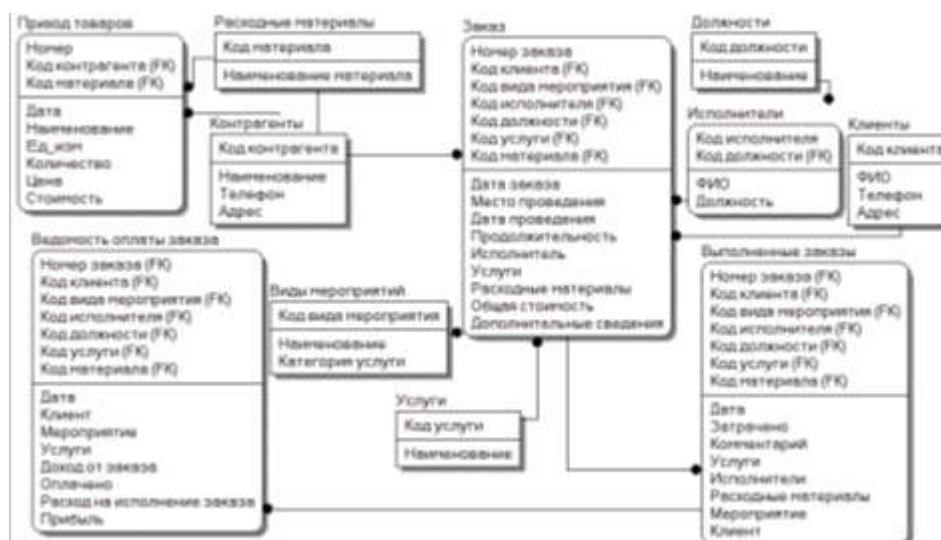 Приход товаров
Номер
Код контрагента (FK)
Код материала (FK)
Дата
Наименование
Ед_изм
Количество
Цена
Стоимость
Расходные материалы
Код материала
Наименование материала
Контрагенты
Код контрагента
Наименование
Телефон
Адрес
Заказ
Номер заказа
Код клиента (FK)
Код вида мероприятия (FK)
Код исполнителя (FK)
Код должности (FK)
Код услуги (FK)
Код материала (FK)
Дата заказа
Место проведения
Дата проведения
Продолжительность
Исполнитель
Услуги
Расходные материалы
Общая стоимость
Дополнительные сведения
Должности
Код должности
Наименование
Исполнители
Код исполнителя
Код должности (FK)
ФИО
Должность
Клиенты
Код клиента
ФИО
Телефон
Адрес
Ведомость оплаты заказа
Номер заказа (FK)
Код клиента (FK)
Код вида мероприятия (FK)
Код исполнителя (FK)
Код должности (FK)
Код услуги (FK)
Код материала (FK)
Дата
Клиент
Мероприятие
Услуги
Доход от заказа
Оплачено
Расход на исполнение заказа
Прибыль
Виды мероприятий
Код вида мероприятия
Наименование
Категория услуги
Услуги
Код услуги
Наименование
Выполненные заказы
Номер заказа (FK)
Код клиента (FK)
Код вида мероприятия (FK)
Код исполнителя (FK)
Код должности (FK)
Код услуги (FK)
Код материала (FK)
Дата
Затрачено
Комментарий
Услуги
Исполнители
Расходные материалы
Мероприятие
Клиент